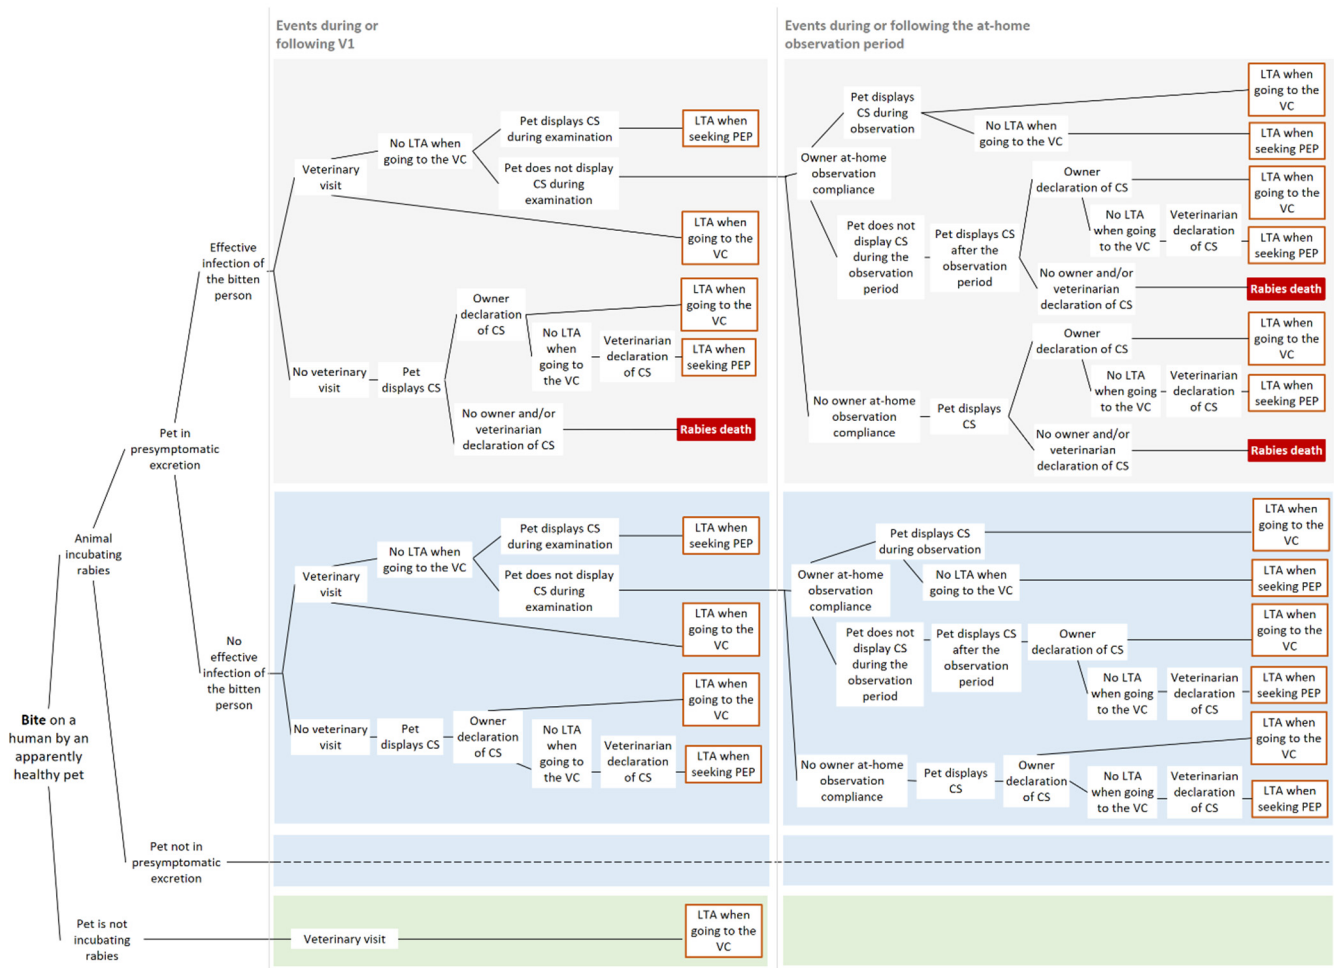 Events during or
following V1
Events during or following the at-home
observation period
Bite on a
human by an
apparently
healthy pet
Animal
incubating
rabies
Pet is not
incubating
rabies
Pet in
presymptomatic
excretion
Pet not in
presymptomatic
excretion
Effective
infection of
the bitten
person
No
effective
infection of
the bitten
person
Veterinary
visit
No LTA when
going to the VC
Pet displays CS
during examination
LTA when
seeking PEP
Pet does not display
CS during
examination
LTA when
going to the
VC
No veterinary
visit
Pet
displays CS
Owner
declaration
of CS
LTA when
going to the
VC
No LTA
when
going to
the VC
Veterinarian
declaration
of CS
LTA when
seeking PEP
No owner and/or
veterinarian
declaration of CS
Rabies death
Owner at-home
observation
compliance
Pet displays
CS during
observation
LTA when
going to the
VC
No LTA when
going to the VC
LTA when
seeking PEP
Pet does not
display CS
during the
observation
period
Pet displays CS
after the
observation
period
Owner
declaration of CS
LTA when
going to the
VC
No LTA
when going
to the VC
Veterinarian
declaration
of CS
LTA when
seeking PEP
No owner and/or
veterinarian
declaration of CS
Rabies death
No owner at-home
observation
compliance
Pet displays
CS
Owner
declaration of CS
LTA when
going to the
VC
No LTA
when going
to the VC
Veterinarian
declaration
of CS
LTA when
seeking PEP
No owner and/or
veterinarian
declaration of CS
Rabies death
Veterinary
visit
No LTA when
going to the VC
Pet displays CS
during examination
LTA when
seeking PEP
Pet does not display
CS during
examination
LTA when
going to the
VC
No veterinary
visit
Pet
displays CS
Owner
declaration
of CS
LTA when
going to the
VC
No LTA
when
going to
the VC
Veterinarian
declaration
of CS
LTA when
seeking PEP
Owner at-home
observation
compliance
Pet displays CS
during observation
LTA when
going to the
VC
No LTA when
going to the VC
LTA when
seeking PEP
Pet does not
display CS
during the
observation
period
Pet displays CS
after the
observation
period
Owner
declaration of CS
LTA when
going to the
VC
No LTA
when going
to the VC
Veterinarian
declaration
of CS
LTA when
seeking PEP
No owner at-home
observation
compliance
Pet displays
CS
Owner
declaration
of CS
LTA when
going to the
VC
No LTA
when going
to the VC
Veterinarian
declaration
of CS
LTA when
seeking PEP
Veterinary visit
LTA when
going to the
VC